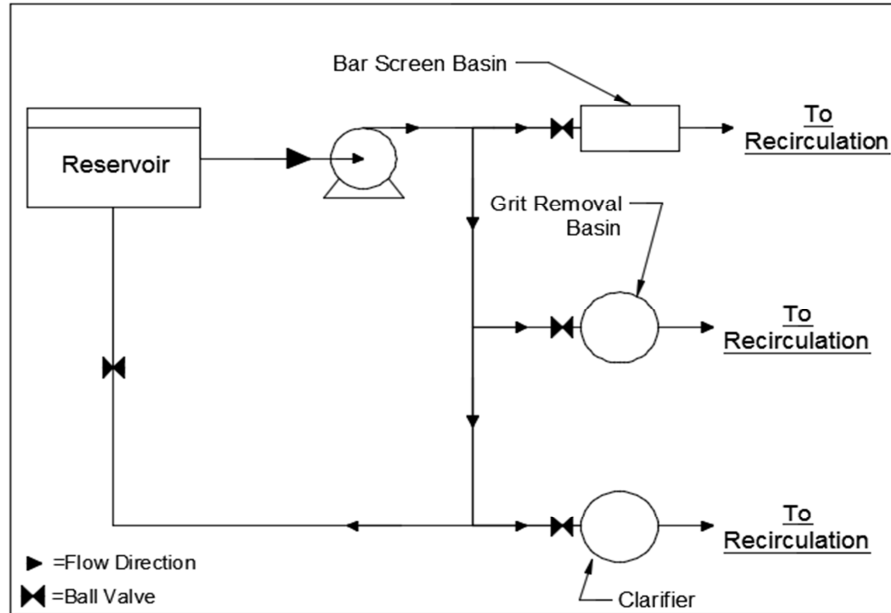 Bar Screen Basin
To
Recirculation
Reservoir
Grit Removal
Basin
To
Recirculation
To
Recirculation
=Flow Direction
=Ball Valve
Clarifier